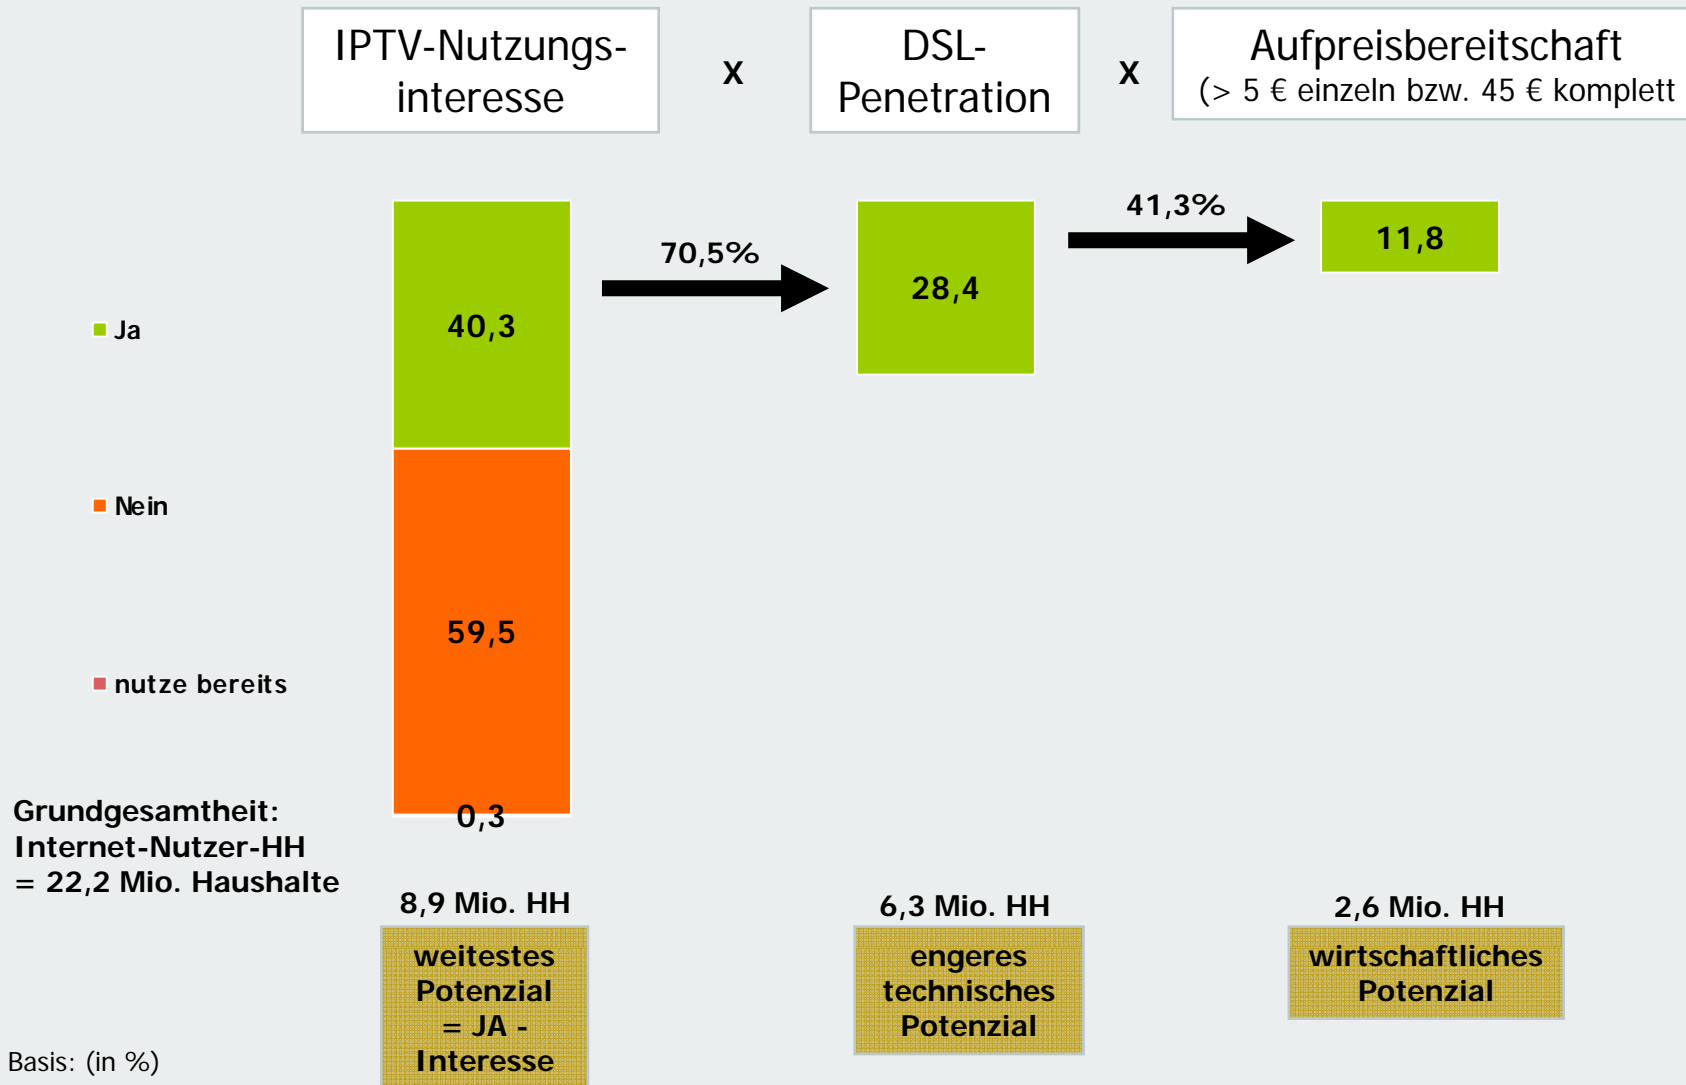 IPTV-Nutzungs-
interesse
x
DSL-
Penetration
x
Aufpreisbereitschaft
(> 5 € einzeln bzw. 45 € komplett
70,5%
41,3%
40,3
28,4
11,8
59,5
0,3
Ja
Nein
nutze bereits
Grundgesamtheit:
Internet-Nutzer-HH
= 22,2 Mio. Haushalte
8,9 Mio. HH
6,3 Mio. HH
2,6 Mio. HH
weitestes
Potenzial
= JA -
Interesse
engeres
technisches
Potenzial
wirtschaftliches
Potenzial
Basis: (in %)